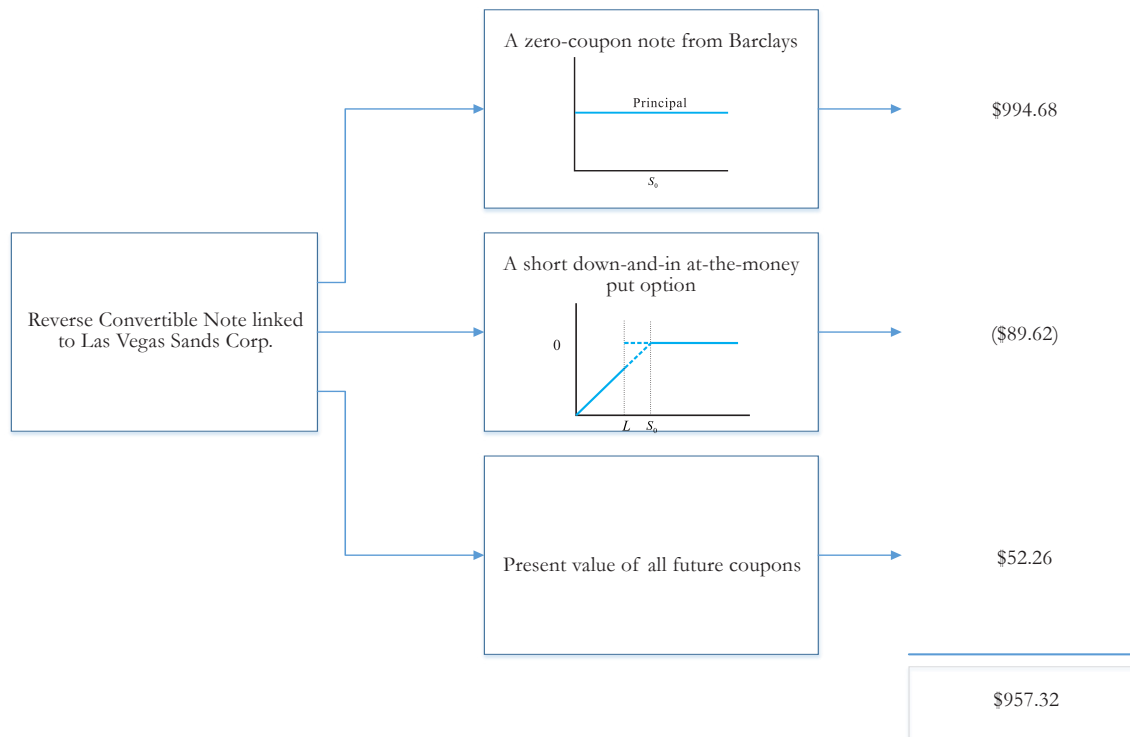 A zero-coupon note from Barclays
Principal
S₀
$994.68
Reverse Convertible Note linked
to Las Vegas Sands Corp.
A short down-and-in at-the-money
put option
0
L S₀
($89.62)
Present value of all future coupons
$52.26
$957.32